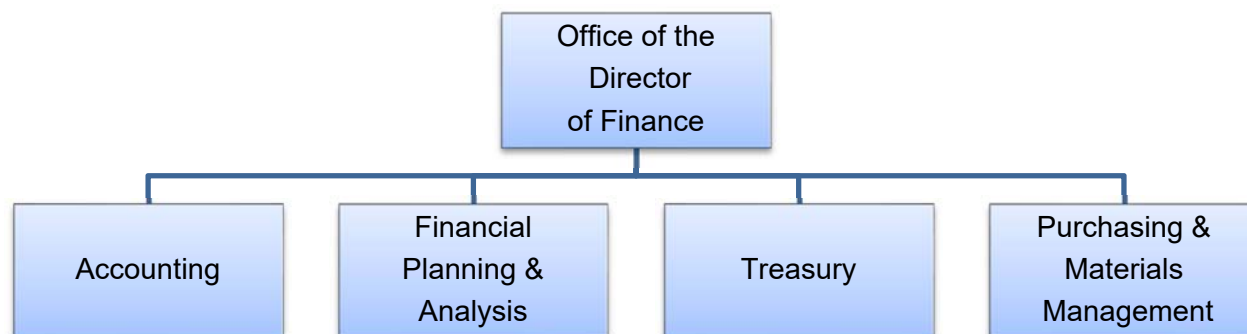 Office of the
Director
of Finance
Accounting
Financial
Planning &
Analysis
Treasury
Purchasing &
Materials
Management